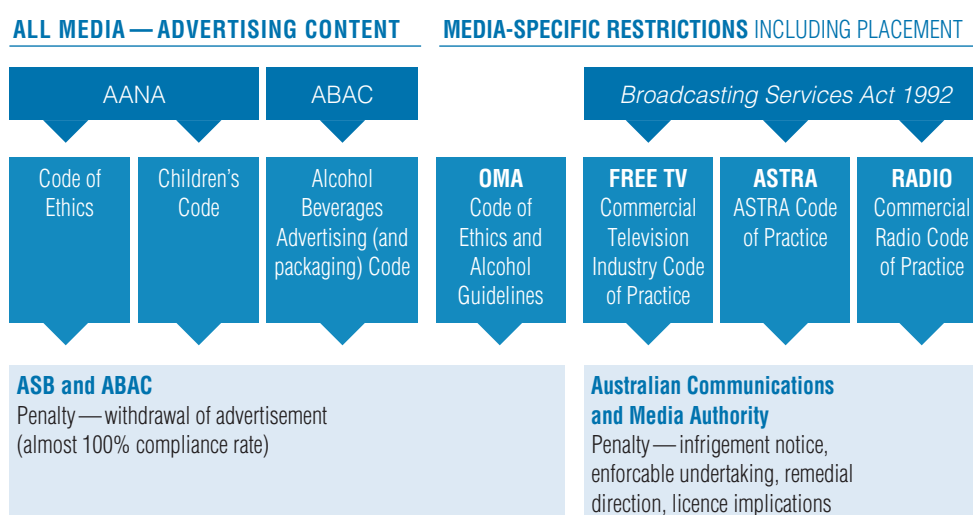 ALL MEDIA — ADVERTISING CONTENT
MEDIA-SPECIFIC RESTRICTIONS INCLUDING PLACEMENT
AANA
ABAC
Broadcasting Services Act 1992
Code of
Ethics
Children's
Code
Alcohol
Beverages
Advertising (and
packaging) Code
OMA
Code of
Ethics and
Alcohol
Guidelines
FREE TV
Commercial
Television
Industry Code
of Practice
ASTRA
ASTRA Code
of Practice
RADIO
Commercial
Radio Code
of Practice
ASB and ABAC
Penalty — withdrawal of advertisement
(almost 100% compliance rate)
Australian Communications
and Media Authority
Penalty — infrigement notice,
enforcable undertaking, remedial
direction, licence implications